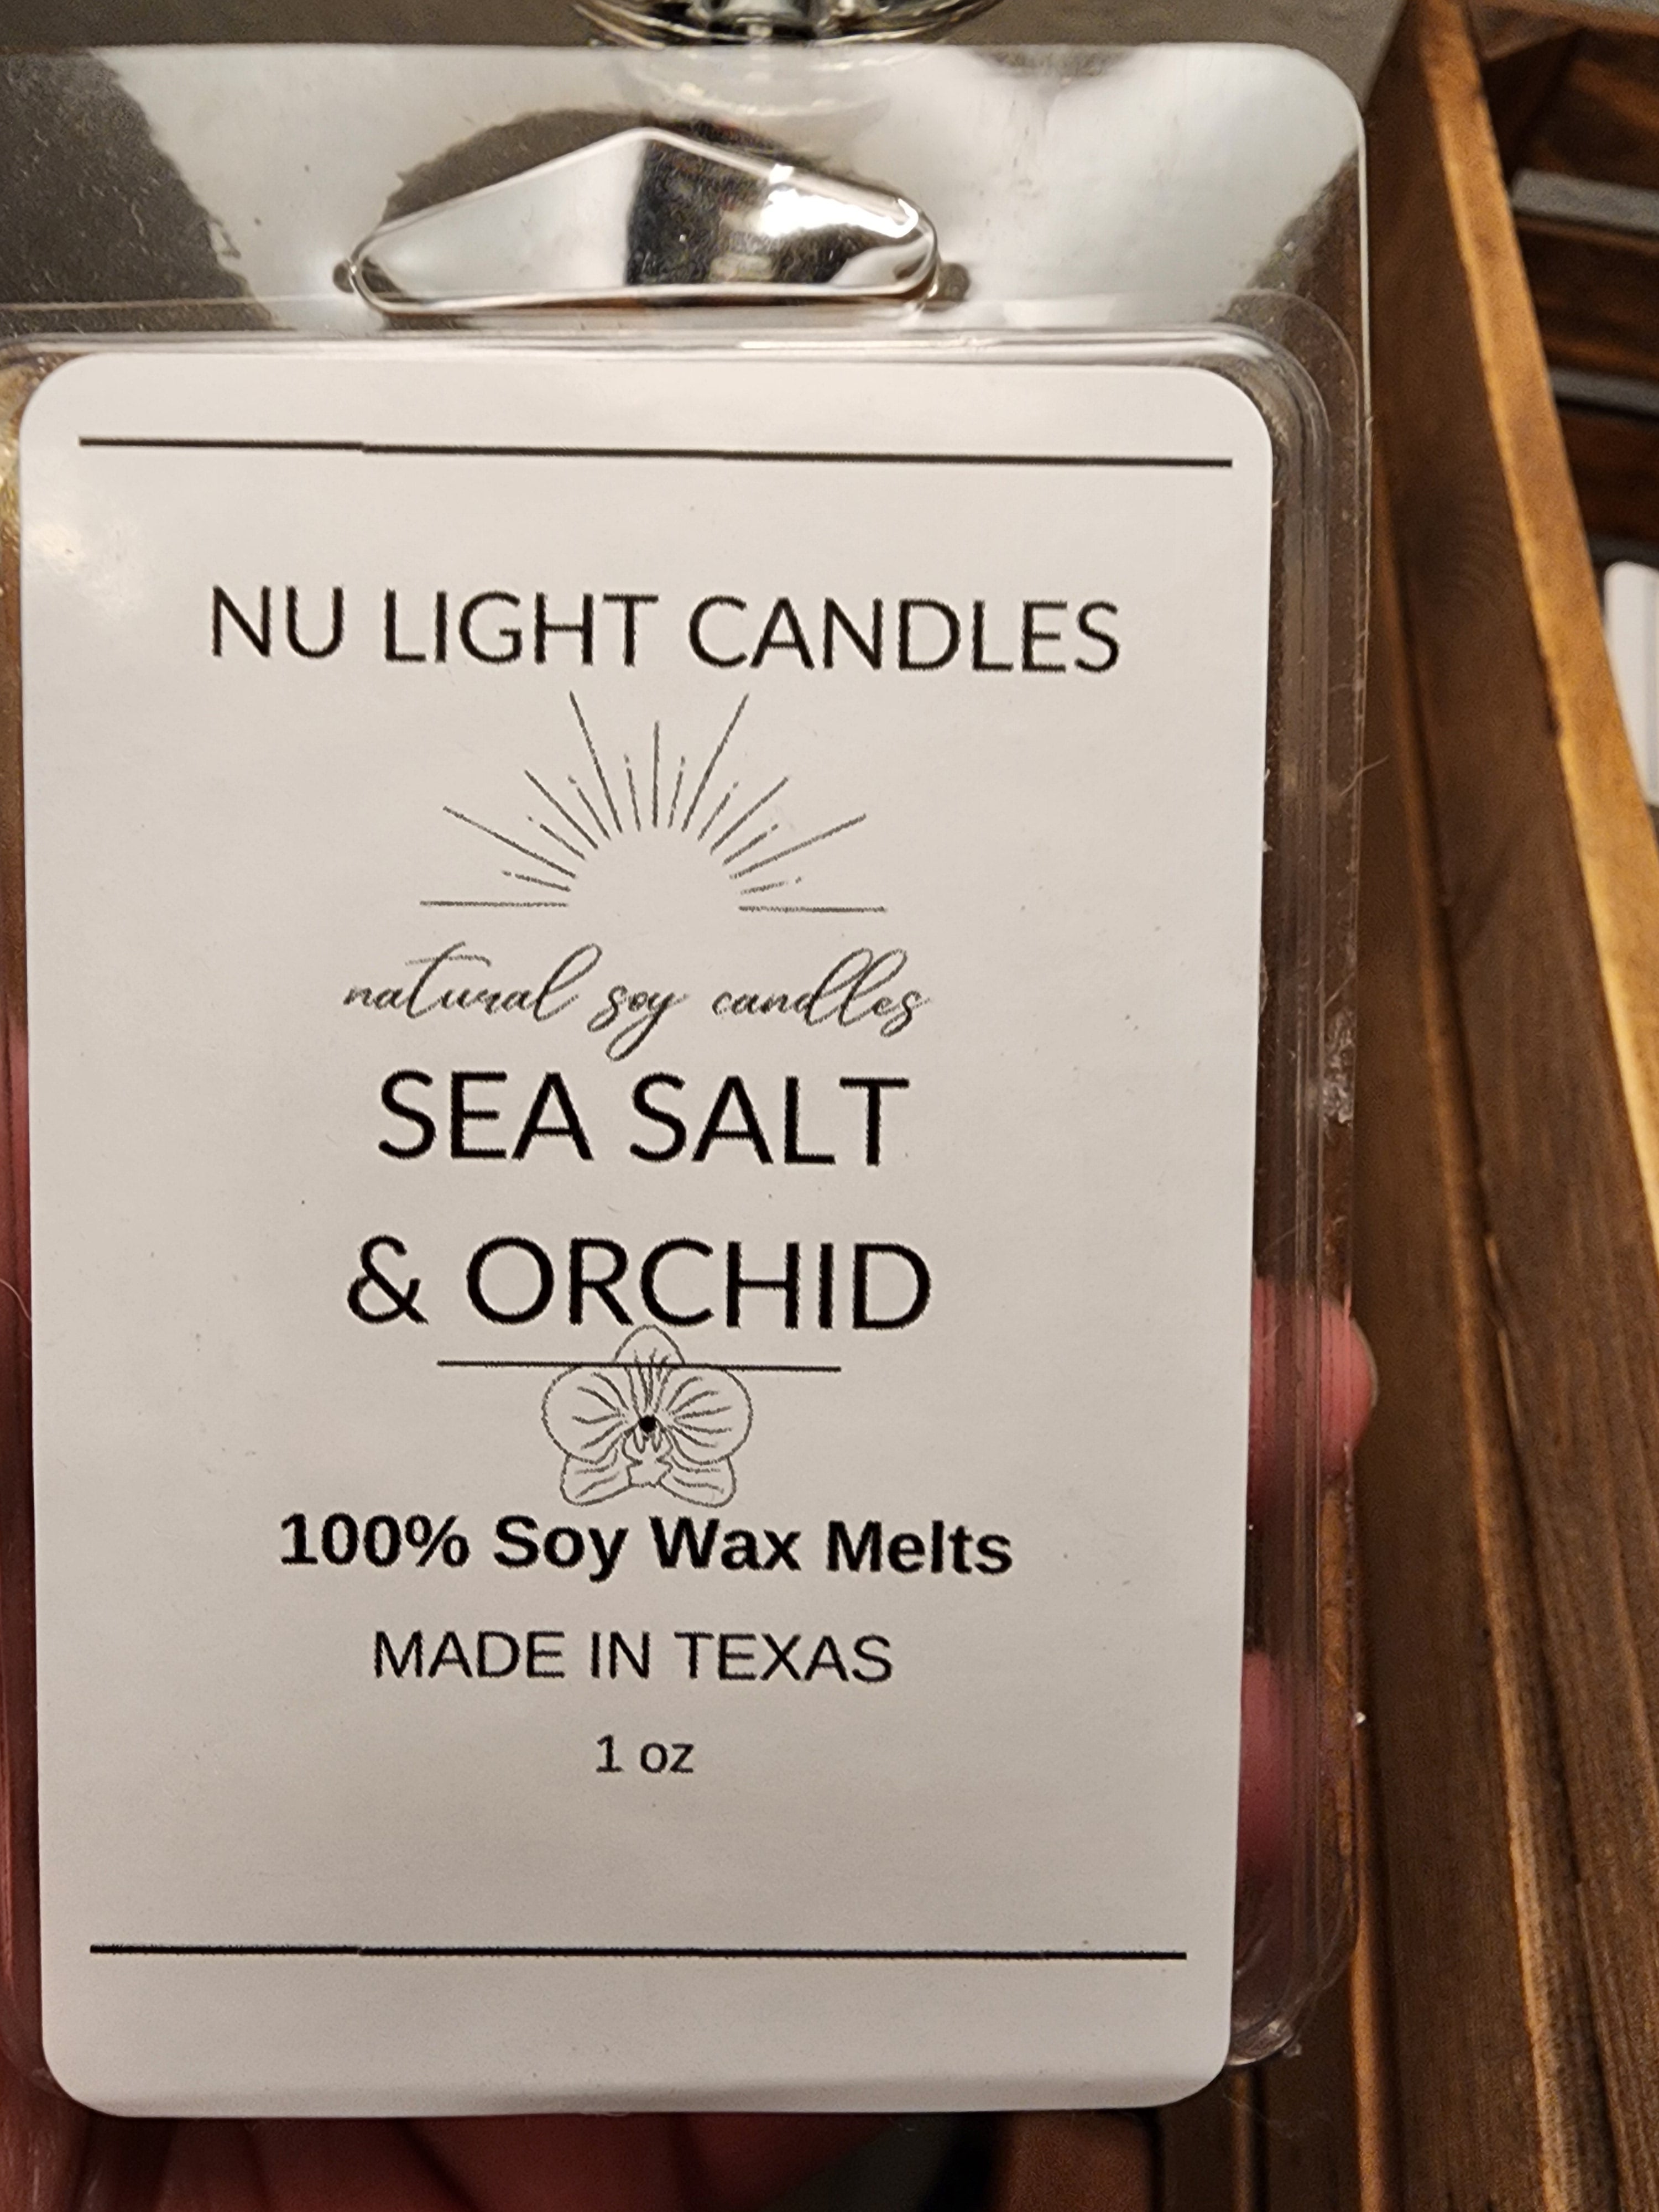 NU LIGHT CANDLES
natural soy candles
SEA SALT
& ORCHID
100% Soy Wax Melts
MADE IN TEXAS
1 oz